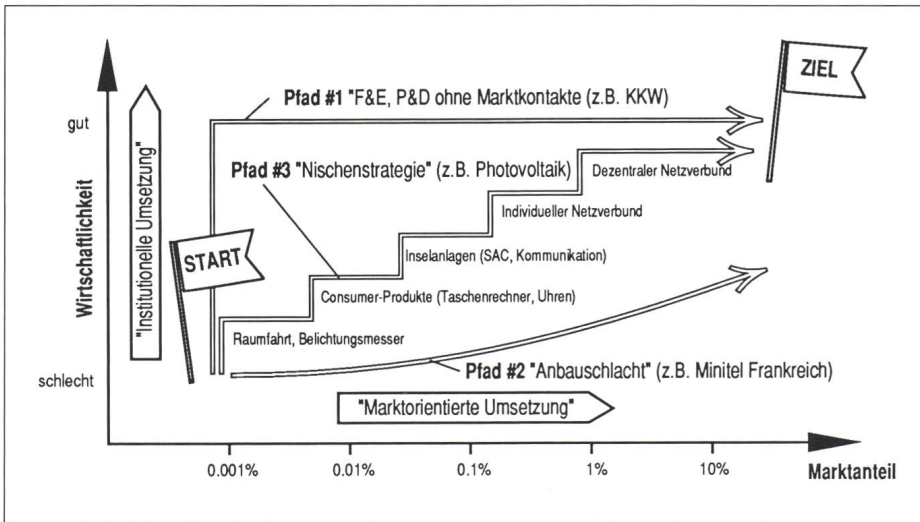 ZIEL
Pfad #1 "F&E, P&D ohne Marktkontakte (z.B. KKW)
gut
Pfad #3 "Nischenstrategie" (z.B. Photovoltaik)
Dezentraler Netzverbund
Individueller Netzverbund
Wirtschaftlichkeit
"Institutionelle Umsetzung"
START
Inselanlagen (SAC, Kommunikation)
Consumer-Produkte (Taschenrechner, Uhren)
Raumfahrt, Belichtungsmesser
schlecht
Pfad #2 "Anbauschlacht" (z.B. Minitel Frankreich)
"Marktorientierte Umsetzung"
0.001% 0.01% 0.1% 1% 10%
Marktanteil